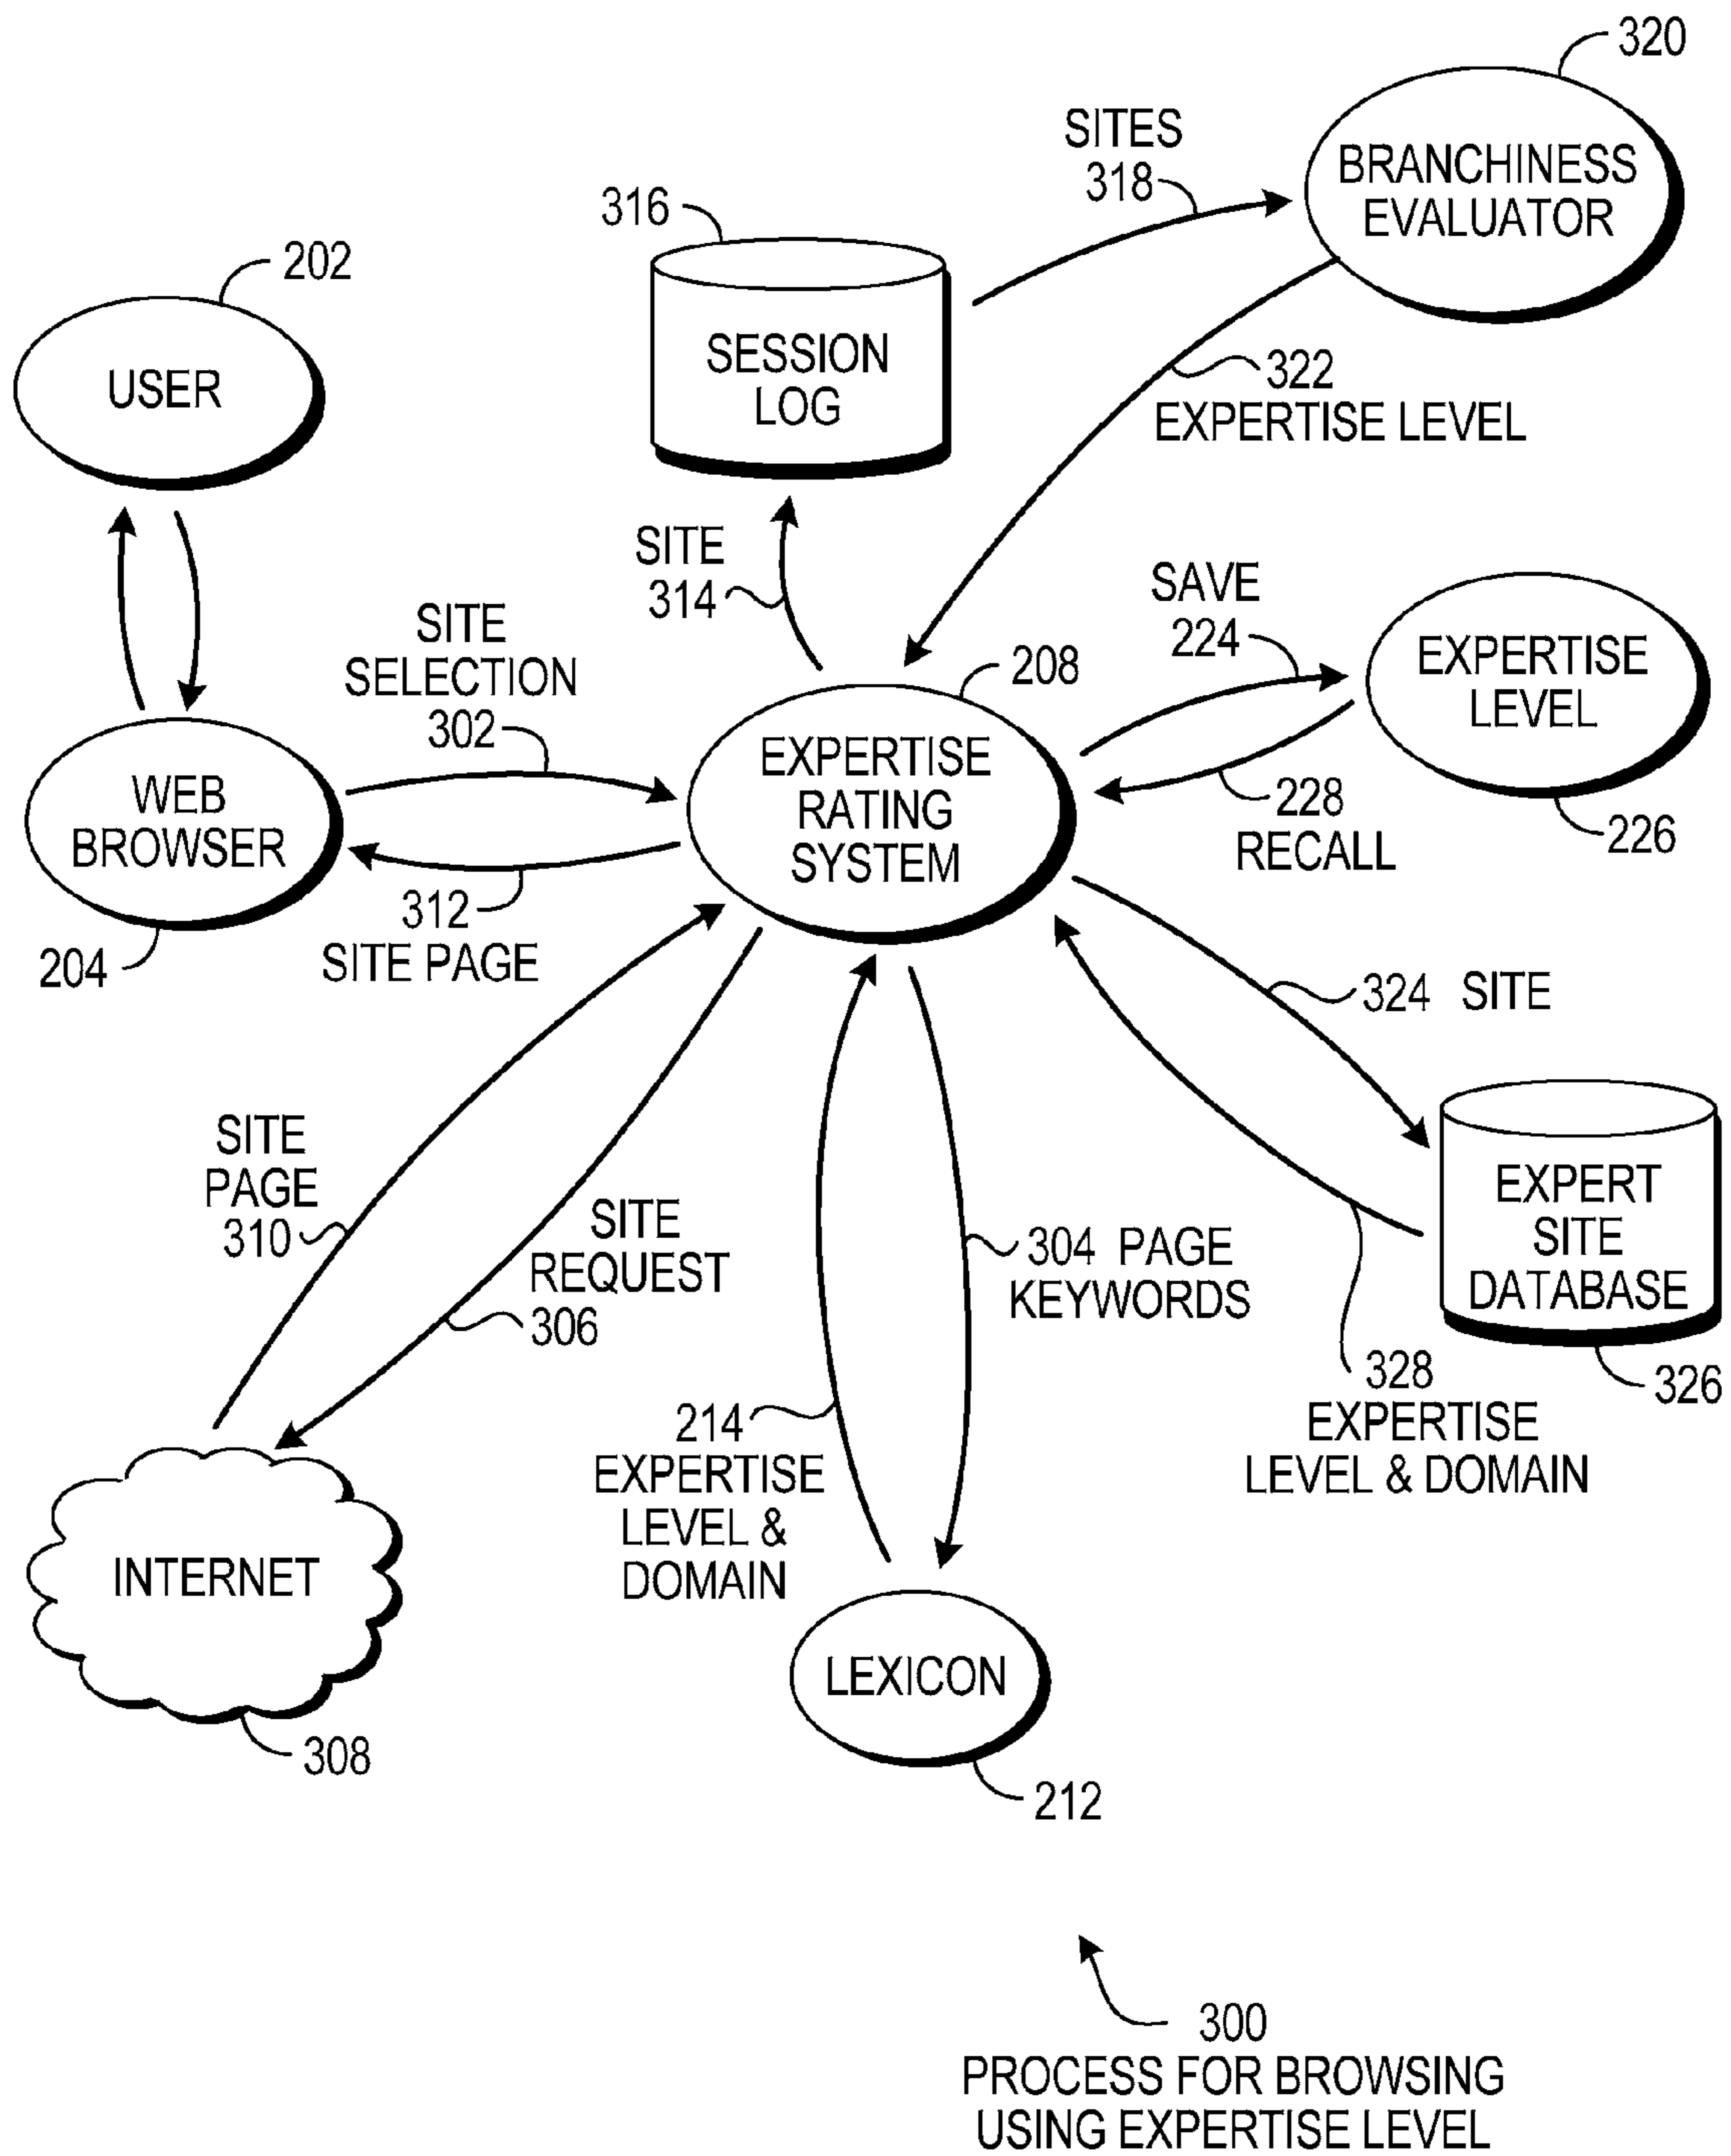 320
SITES
318
BRANCHINESS
EVALUATOR
316
202
SESSION
LOG
USER
322
EXPERTISE LEVEL
SITE
314
SAVE
224
EXPERTISE
LEVEL
SITE
SELECTION
302
208
EXPERTISE
RATING
SYSTEM
WEB
BROWSER
228
RECALL
226
312
SITE PAGE
204
324 SITE
SITE
PAGE
310
EXPERT
SITE
DATABASE
SITE
REQUEST
306
304 PAGE
KEYWORDS
328
EXPERTISE
LEVEL & DOMAIN
326
214
EXPERTISE
LEVEL &
DOMAIN
INTERNET
LEXICON
308
212
300
PROCESS FOR BROWSING
USING EXPERTISE LEVEL